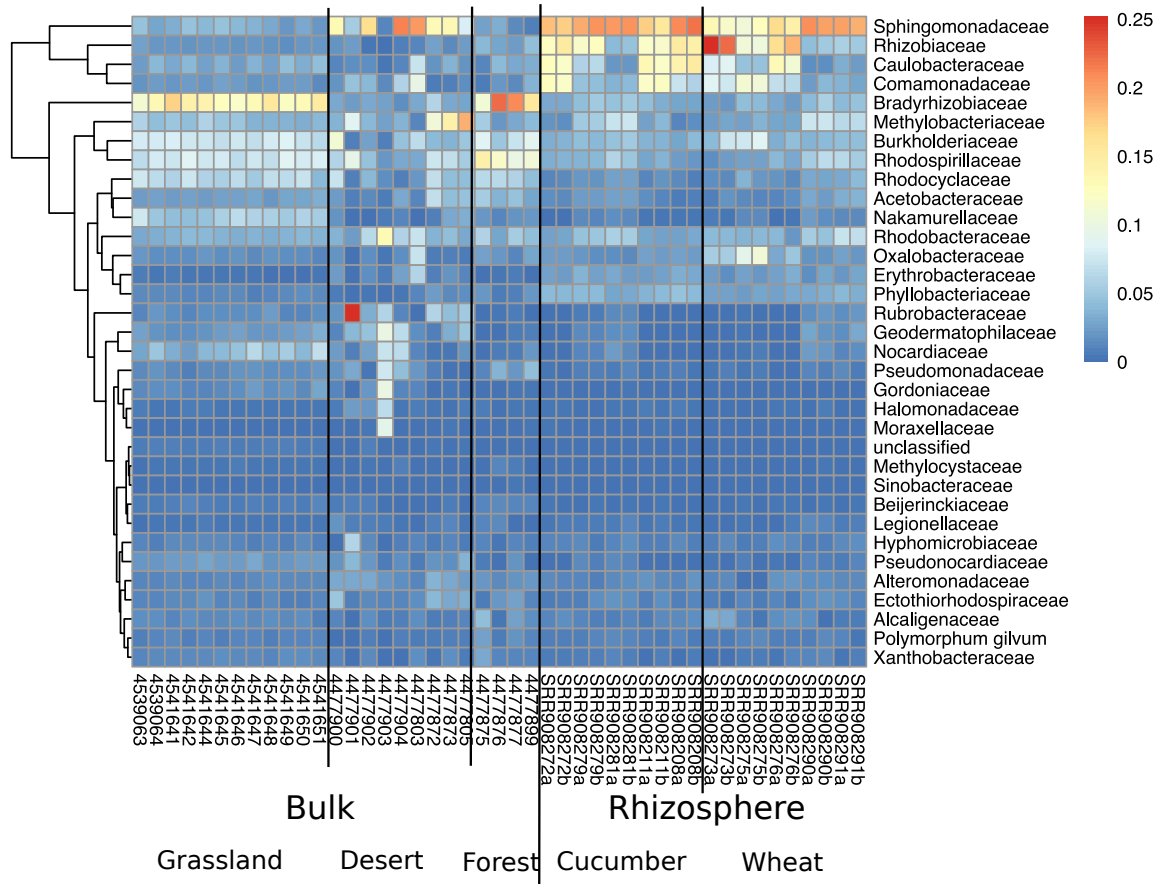 Sphingomonadaceae
Rhizobiaceae
Caulobacteraceae
Comamonadaceae
Bradyrhizobiaceae
Methylobacteriaceae
Burkholderiaceae
Rhodospirillaceae
Rhodocyclaceae
Acetobacteraceae
Nakamurellaceae
Rhodobacteraceae
Oxalobacteraceae
Erythrobacteraceae
Phyllobacteriaceae
Rubrobacteraceae
Geodermatophilaceae
Nocardiaceae
Pseudomonadaceae
Gordoniaceae
Halomonadaceae
Moraxellaceae
unclassified
Methylocystaceae
Sinobacteraceae
Beijerinckiaceae
Legionellaceae
Hyphomicrobiaceae
Pseudonocardiaceae
Alteromonadaceae
Ectothiorhodospiraceae
Alcaligenaceae
Polymorphum gilvum
Xanthobacteraceae
0.25
0.2
0.15
0.1
0.05
0
4539063
4539064
4541641
4541642
4541644
4541645
4541646
4541647
4541648
4541649
4541650
4541651
4477900
4477901
4477902
4477903
4477904
4477803
4477872
4477873
4477805
4477875
4477876
4477877
4477899
SRR908272a
SRR908272b
SRR908279a
SRR908279b
SRR908281a
SRR908281b
SRR908211a
SRR908211b
SRR908208a
SRR908208b
SRR908273a
SRR908273b
SRR908275a
SRR908275b
SRR908276a
SRR908276b
SRR908290a
SRR908290b
SRR908291a
SRR908291b
Bulk
Rhizosphere
Grassland
Desert
Forest
Cucumber
Wheat